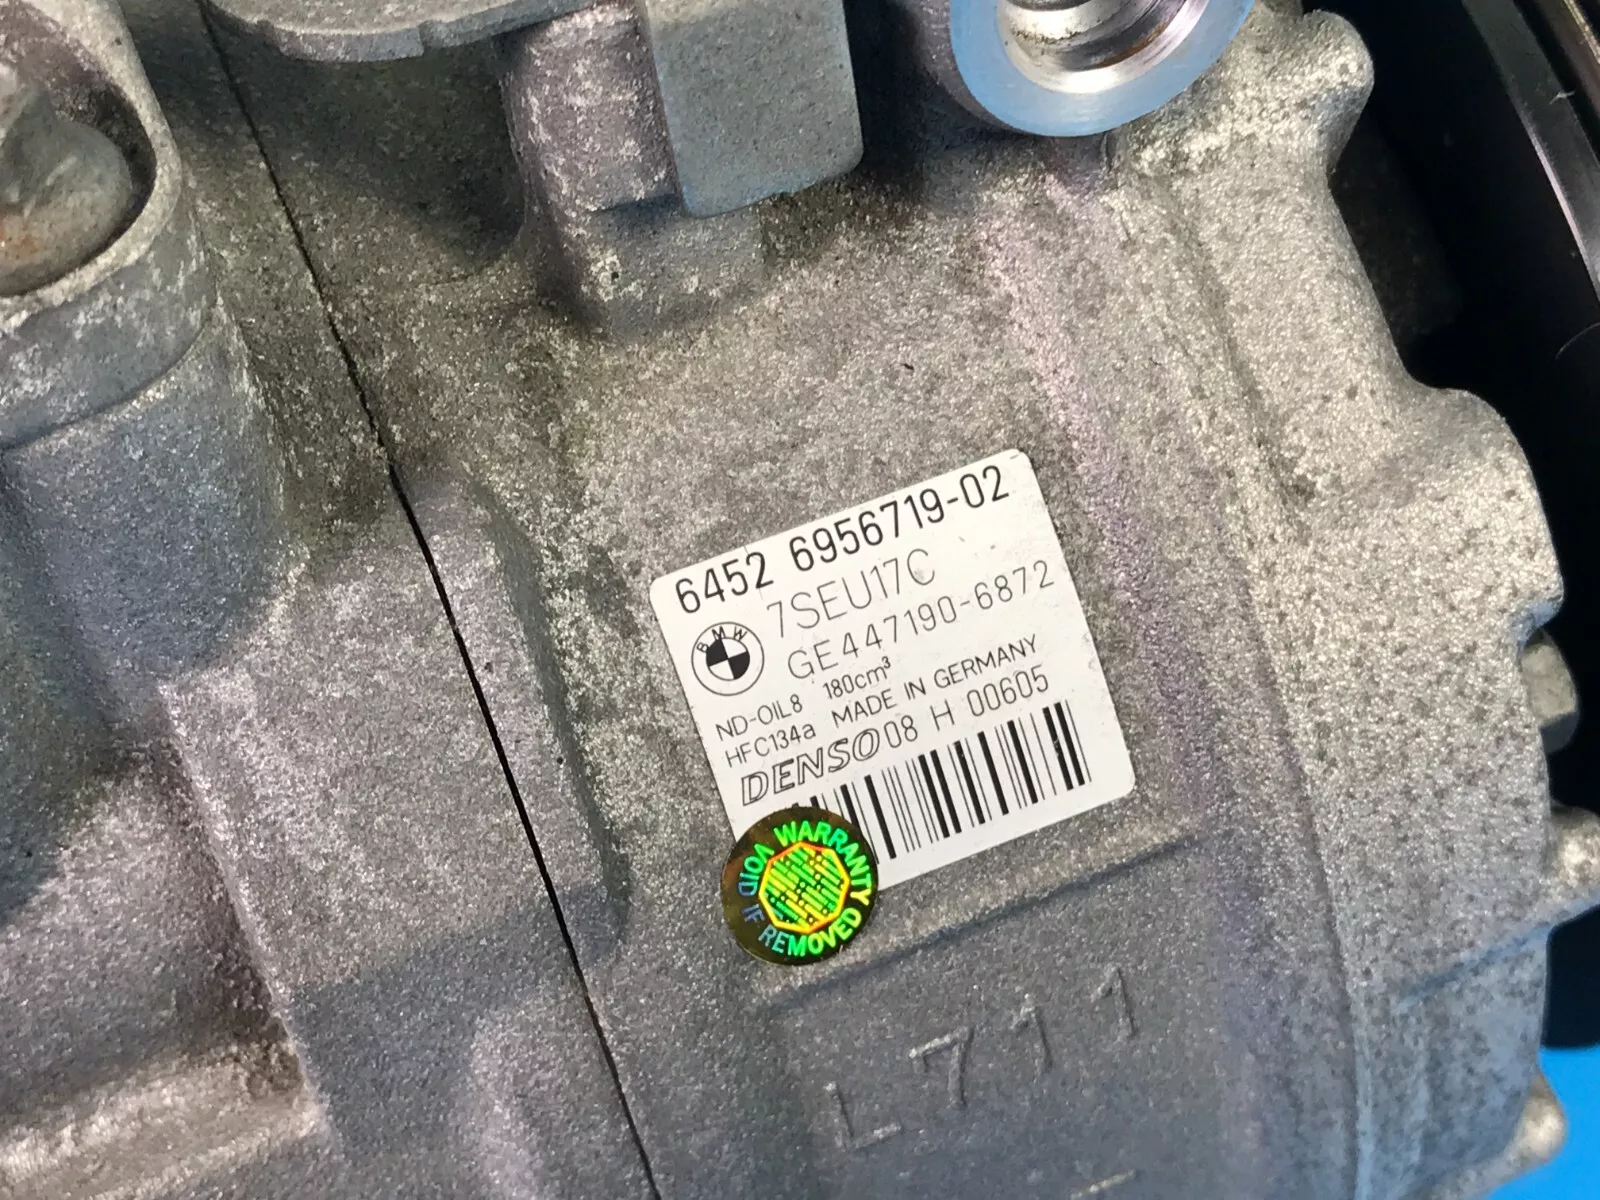 6452 6956719-02
7SEU17C
BMW
GE447190-6872
ND-OIL8 180cm³
HFC134a MADE IN GERMANY
DENSO 08 H 00605
WARRANTY VOID IF REMOVED
L711